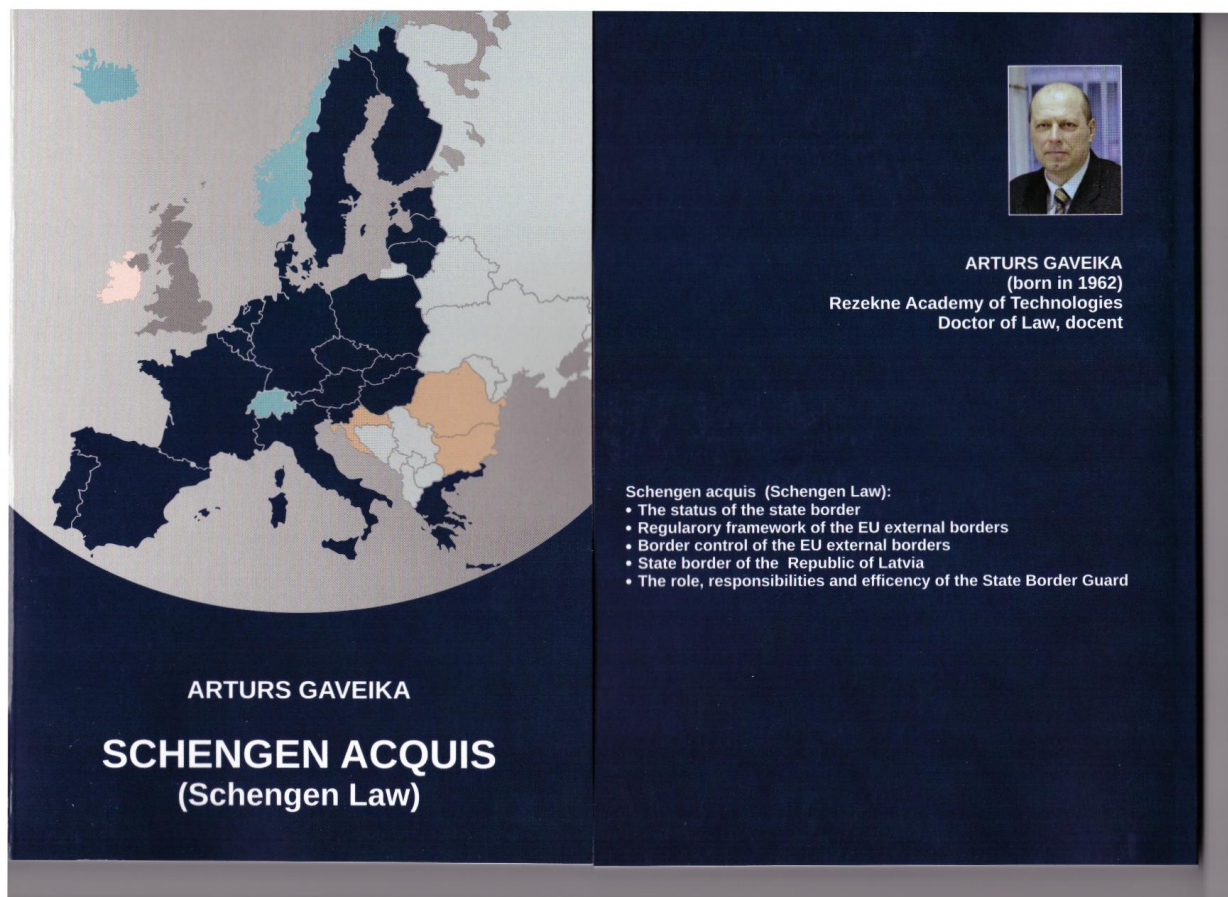 ARTURS GAVEIKA
SCHENGEN ACQUIS
(Schengen Law)
ARTURS GAVEIKA
(born in 1962)
Rezekne Academy of Technologies
Doctor of Law, docent
Schengen acquis (Schengen Law):
• The status of the state border
• Regularory framework of the EU external borders
• Border control of the EU external borders
• State border of the Republic of Latvia
• The role, responsibilities and efficency of the State Border Guard